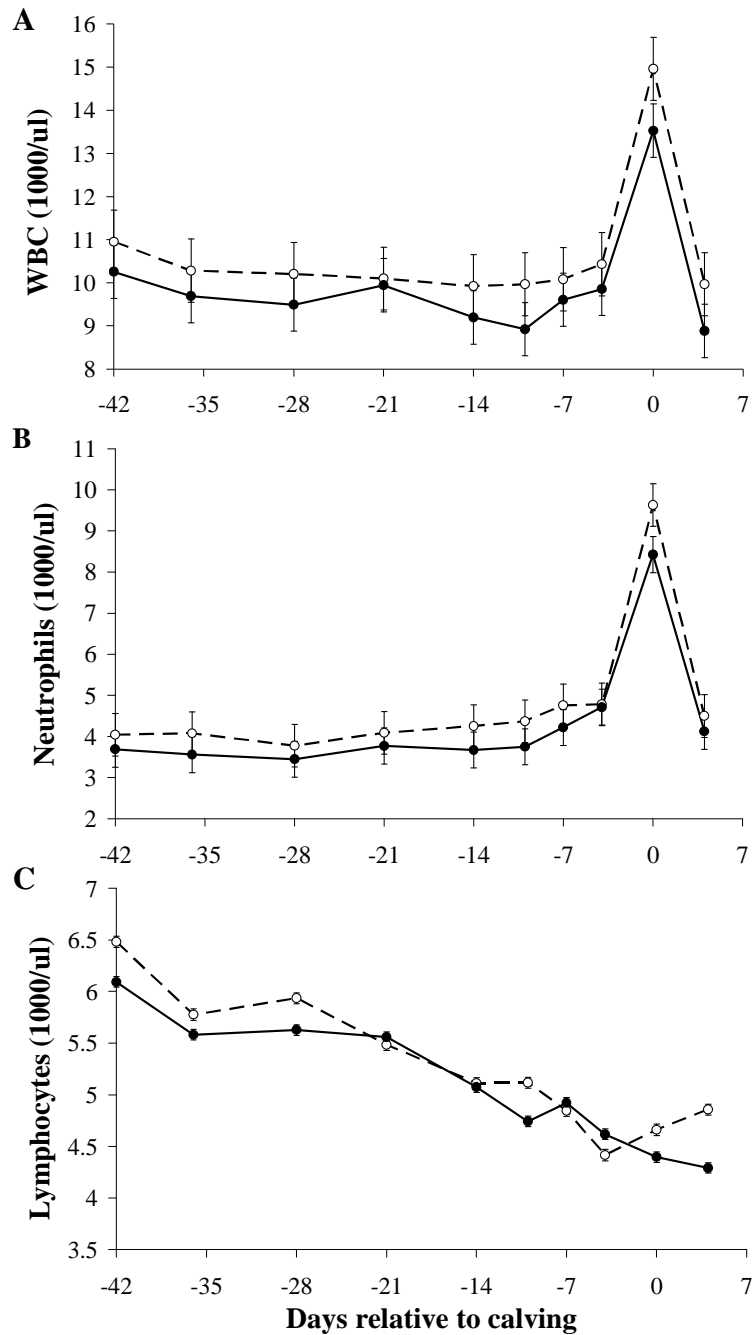 A
16
15
14
13
12
11
10
9
8
WBC (1000/ul)
-42 -35 -28 -21 -14 -7 0 7
B
11
10
9
8
7
6
5
4
3
2
Neutrophils (1000/ul)
-42 -35 -28 -21 -14 -7 0 7
C
7
6.5
6
5.5
5
4.5
4
3.5
Lymphocytes (1000/ul)
-42 -35 -28 -21 -14 -7 0 7
Days relative to calving